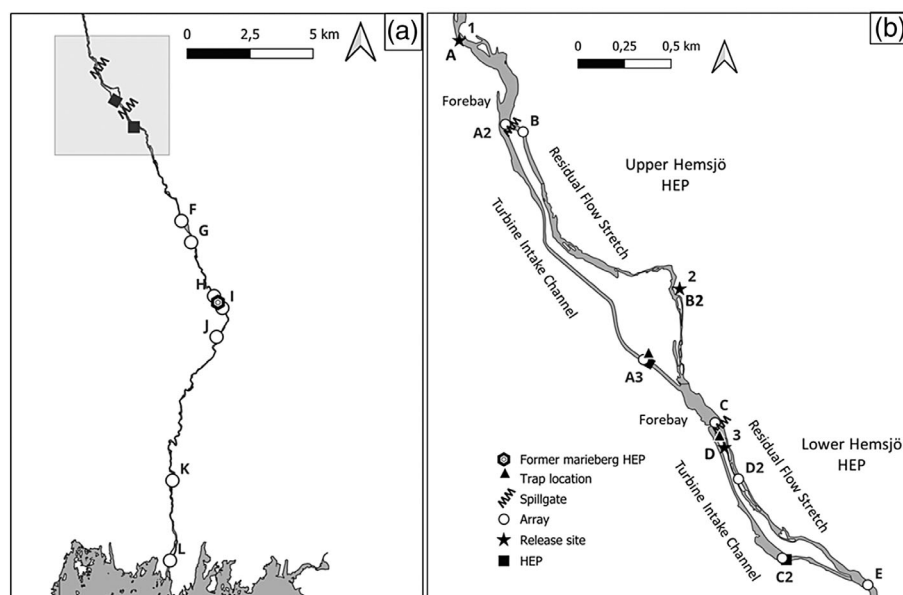 0 2,5 5 km
(a)
F
G
H
I
J
K
L
0 0,25 0,5 km
(b)
1
A
Forebay
A2
B
Residual Flow Stretch
Upper Hemsjö
HEP
Turbine Intake Channel
2
B2
A3
C
Forebay
3
D
D2
Residual Flow Stretch
Lower Hemsjö
HEP
Turbine Intake Channel
C2
E
Former marieberg HEP
Trap location
Spillgate
Array
Release site
HEP